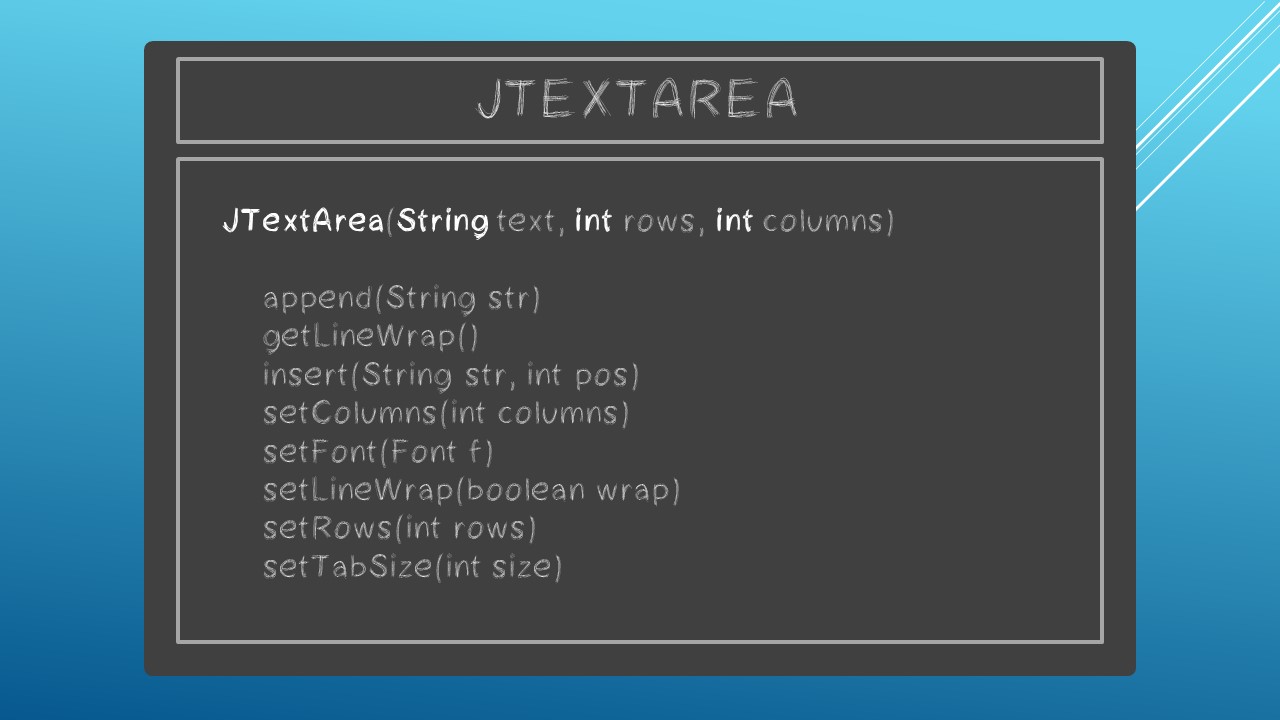 JTEXTAREA
JTextArea(String text, int rows, int columns)
append(String str)
getLineWrap()
insert(String str, int pos)
setColumns(int columns)
setFont(Font f)
setLineWrap(boolean wrap)
setRows(int rows)
setTabSize(int size)